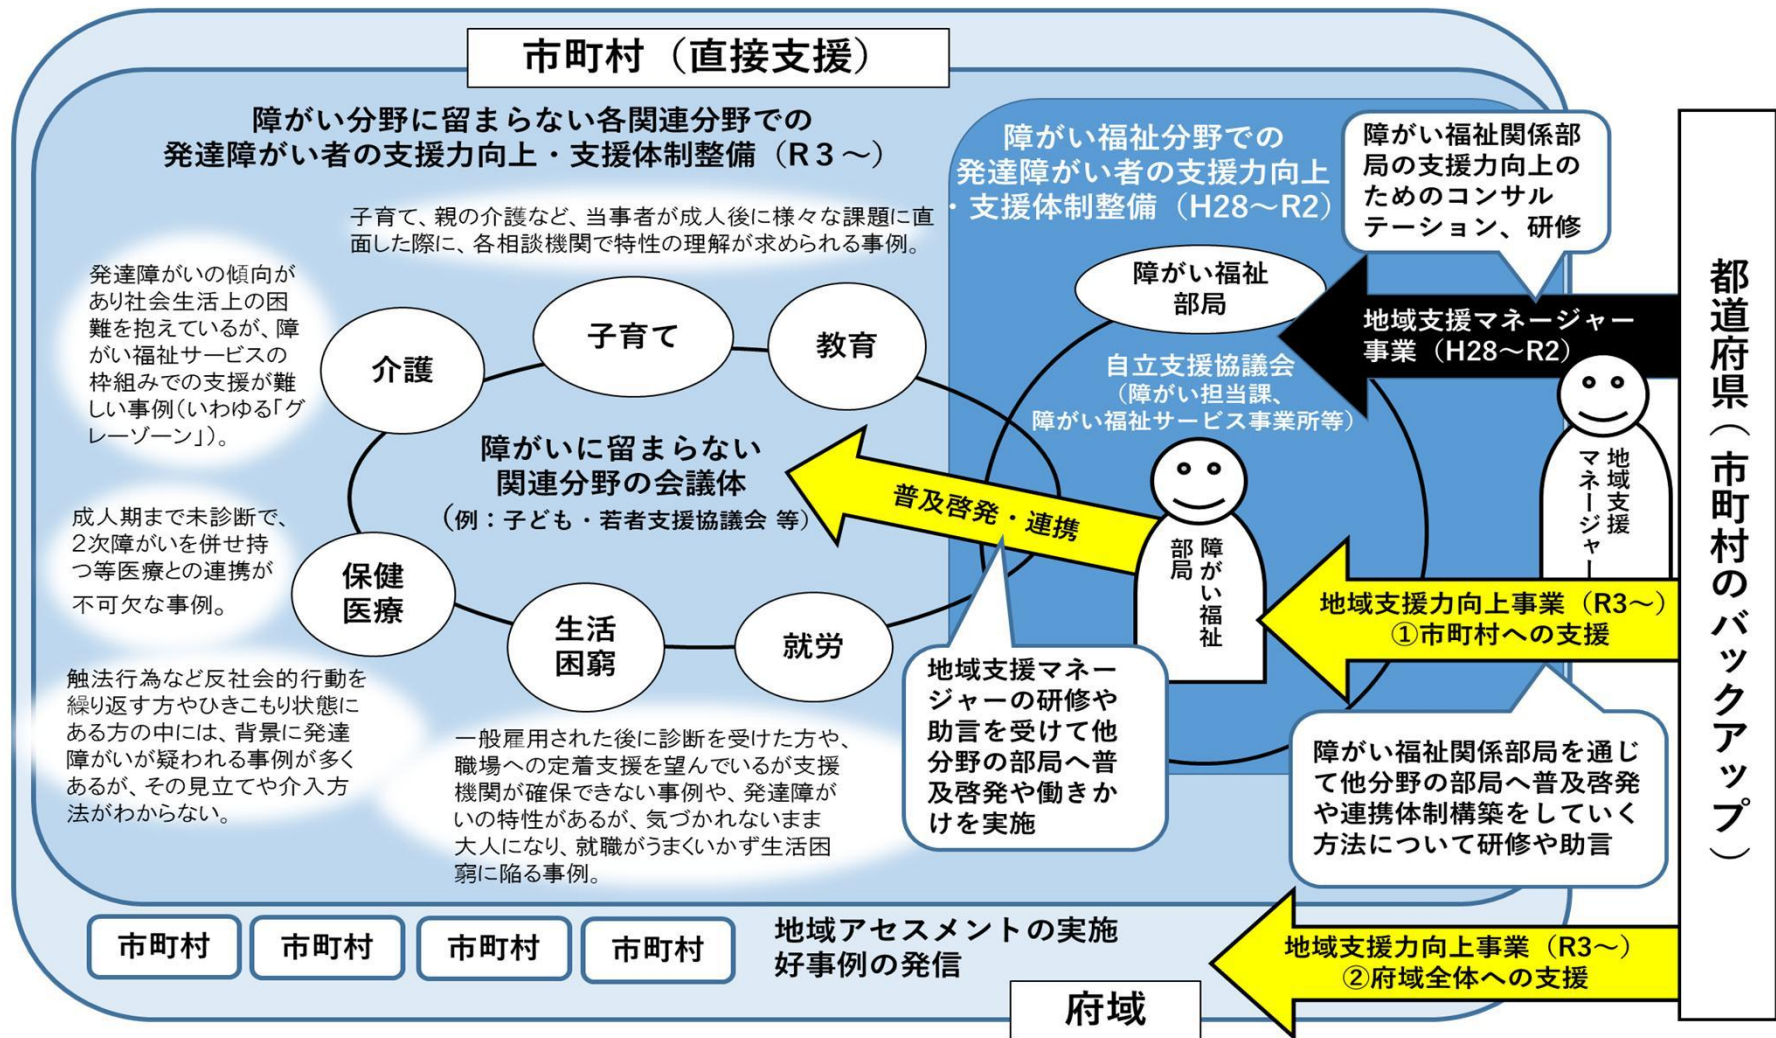 市町村（直接支援）
障がい分野に留まらない各関連分野での
発達障がい者の支援力向上・支援体制整備（R３～）
子育て、親の介護など、当事者が成人後に様々な課題に直
面した際に、各相談機関で特性の理解が求められる事例。
発達障がいの傾向が
あり社会生活上の困
難を抱えているが、障
がい福祉サービスの
枠組みでの支援が難
しい事例(いわゆる｢グ
レーゾーン｣)。
介護
子育て
教育
障がいに留まらない
関連分野の会議体
（例：子ども・若者支援協議会 等）
成人期まで未診断で、
2次障がいを併せ持
つ等医療との連携が
不可欠な事例。
保健
医療
生活
困窮
就労
触法行為など反社会的行動を
繰り返す方やひきこもり状態に
ある方の中には、背景に発達
障がいが疑われる事例が多く
あるが、その見立てや介入方
法がわからない。
一般雇用された後に診断を受けた方や、
職場への定着支援を望んでいるが支援
機関が確保できない事例や、発達障が
いの特性があるが、気づかれないまま
大人になり、就職がうまくいかず生活困
窮に陥る事例。
障がい福祉分野での
発達障がい者の支援力向上
・支援体制整備（H28～R2）
障がい福祉
部局
自立支援協議会
（障がい担当課、
障がい福祉サービス事業所等）
普及啓発・連携
障がい福祉
部局
地域支援マネー
ジャーの研修や
助言を受けて他
分野の部局へ普
及啓発や働きか
けを実施
障がい福祉関係部
局の支援力向上の
ためのコンサル
テーション、研修
地域支援マネージャー
事業（H28～R2）
地域支援
マネージャー
地域支援力向上事業（R3～）
①市町村への支援
障がい福祉関係部局を通じ
て他分野の部局へ普及啓発
や連携体制構築をしていく
方法について研修や助言
都道府県（市町村のバックアップ）
市町村
市町村
市町村
市町村
地域アセスメントの実施
好事例の発信
地域支援力向上事業（R3～）
②府域全体への支援
府域